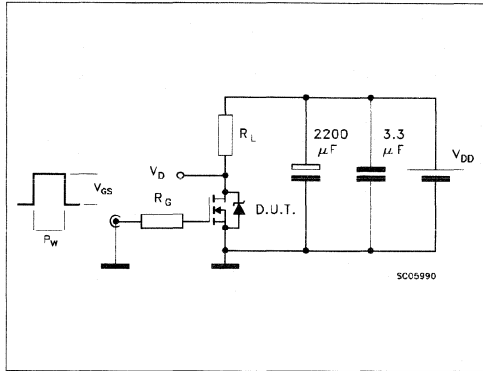 R_L
2200 μF
3.3 μF
V_DD
V_D
V_GS
R_G
D.U.T.
P_W
SC05990